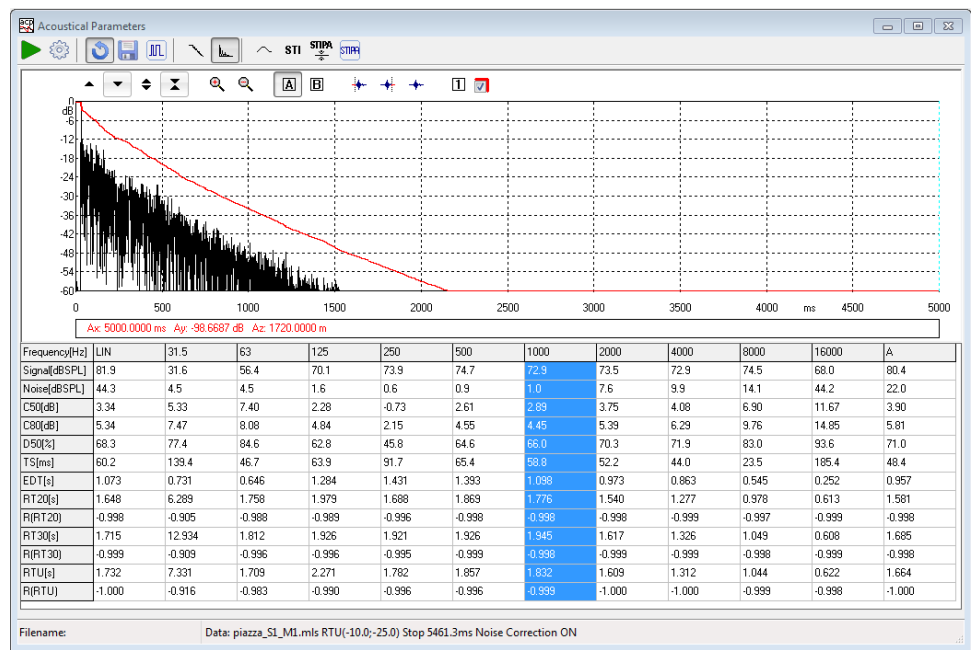 acp Acoustical Parameters
STI STIPA STIPA
A B 1
0
dB
-6
-12
-18
-24
-30
-36
-42
-48
-54
-60
0 500 1000 1500 2000 2500 3000 3500 4000 ms 4500 5000
Ax: 5000.0000 ms Ay: -98.6687 dB Az: 1720.0000 m
Frequency[Hz] LIN 31.5 63 125 250 500 1000 2000 4000 8000 16000 A
Signal[dBSPL] 81.9 31.6 56.4 70.1 73.9 74.7 72.9 73.5 72.9 74.5 68.0 80.4
Noise[dBSPL] 44.3 4.5 4.5 1.6 0.6 0.9 1.0 7.6 9.9 14.1 44.2 22.0
C50[dB] 3.34 5.33 7.40 2.28 -0.73 2.61 2.89 3.75 4.08 6.90 11.67 3.90
C80[dB] 5.34 7.47 8.08 4.84 2.15 4.55 4.45 5.39 6.29 9.76 14.85 5.81
D50[%] 68.3 77.4 84.6 62.8 45.8 64.6 66.0 70.3 71.9 83.0 93.6 71.0
TS[ms] 60.2 139.4 46.7 63.9 91.7 65.4 58.8 52.2 44.0 23.5 185.4 48.4
EDT[s] 1.073 0.731 0.646 1.284 1.431 1.393 1.098 0.973 0.863 0.545 0.252 0.957
RT20[s] 1.648 6.289 1.758 1.979 1.688 1.869 1.776 1.540 1.277 0.978 0.613 1.581
R(RT20) -0.998 -0.905 -0.988 -0.989 -0.996 -0.998 -0.998 -0.998 -0.999 -0.997 -0.999 -0.998
RT30[s] 1.715 12.934 1.812 1.926 1.921 1.926 1.945 1.617 1.326 1.049 0.608 1.685
R(RT30) -0.999 -0.909 -0.996 -0.996 -0.995 -0.999 -0.998 -0.999 -0.999 -0.998 -0.999 -0.998
RTU[s] 1.732 7.331 1.709 2.271 1.782 1.857 1.832 1.609 1.312 1.044 0.622 1.664
R(RTU) -1.000 -0.916 -0.983 -0.990 -0.996 -0.996 -0.999 -1.000 -1.000 -0.999 -0.998 -1.000
Filename: Data: piazza_S1_M1.mls RTU(-10.0;-25.0) Stop 5461.3ms Noise Correction ON